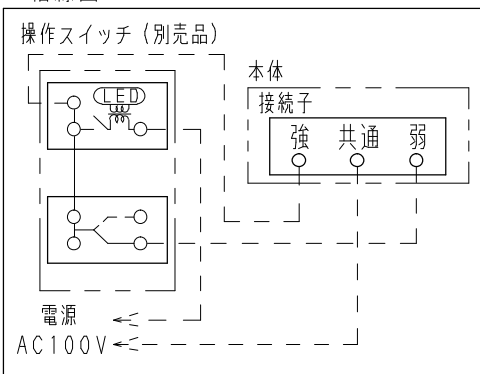 操作スイッチ(別売品)
LED
本体
接続子
強 共通 弱
電源
AC100V